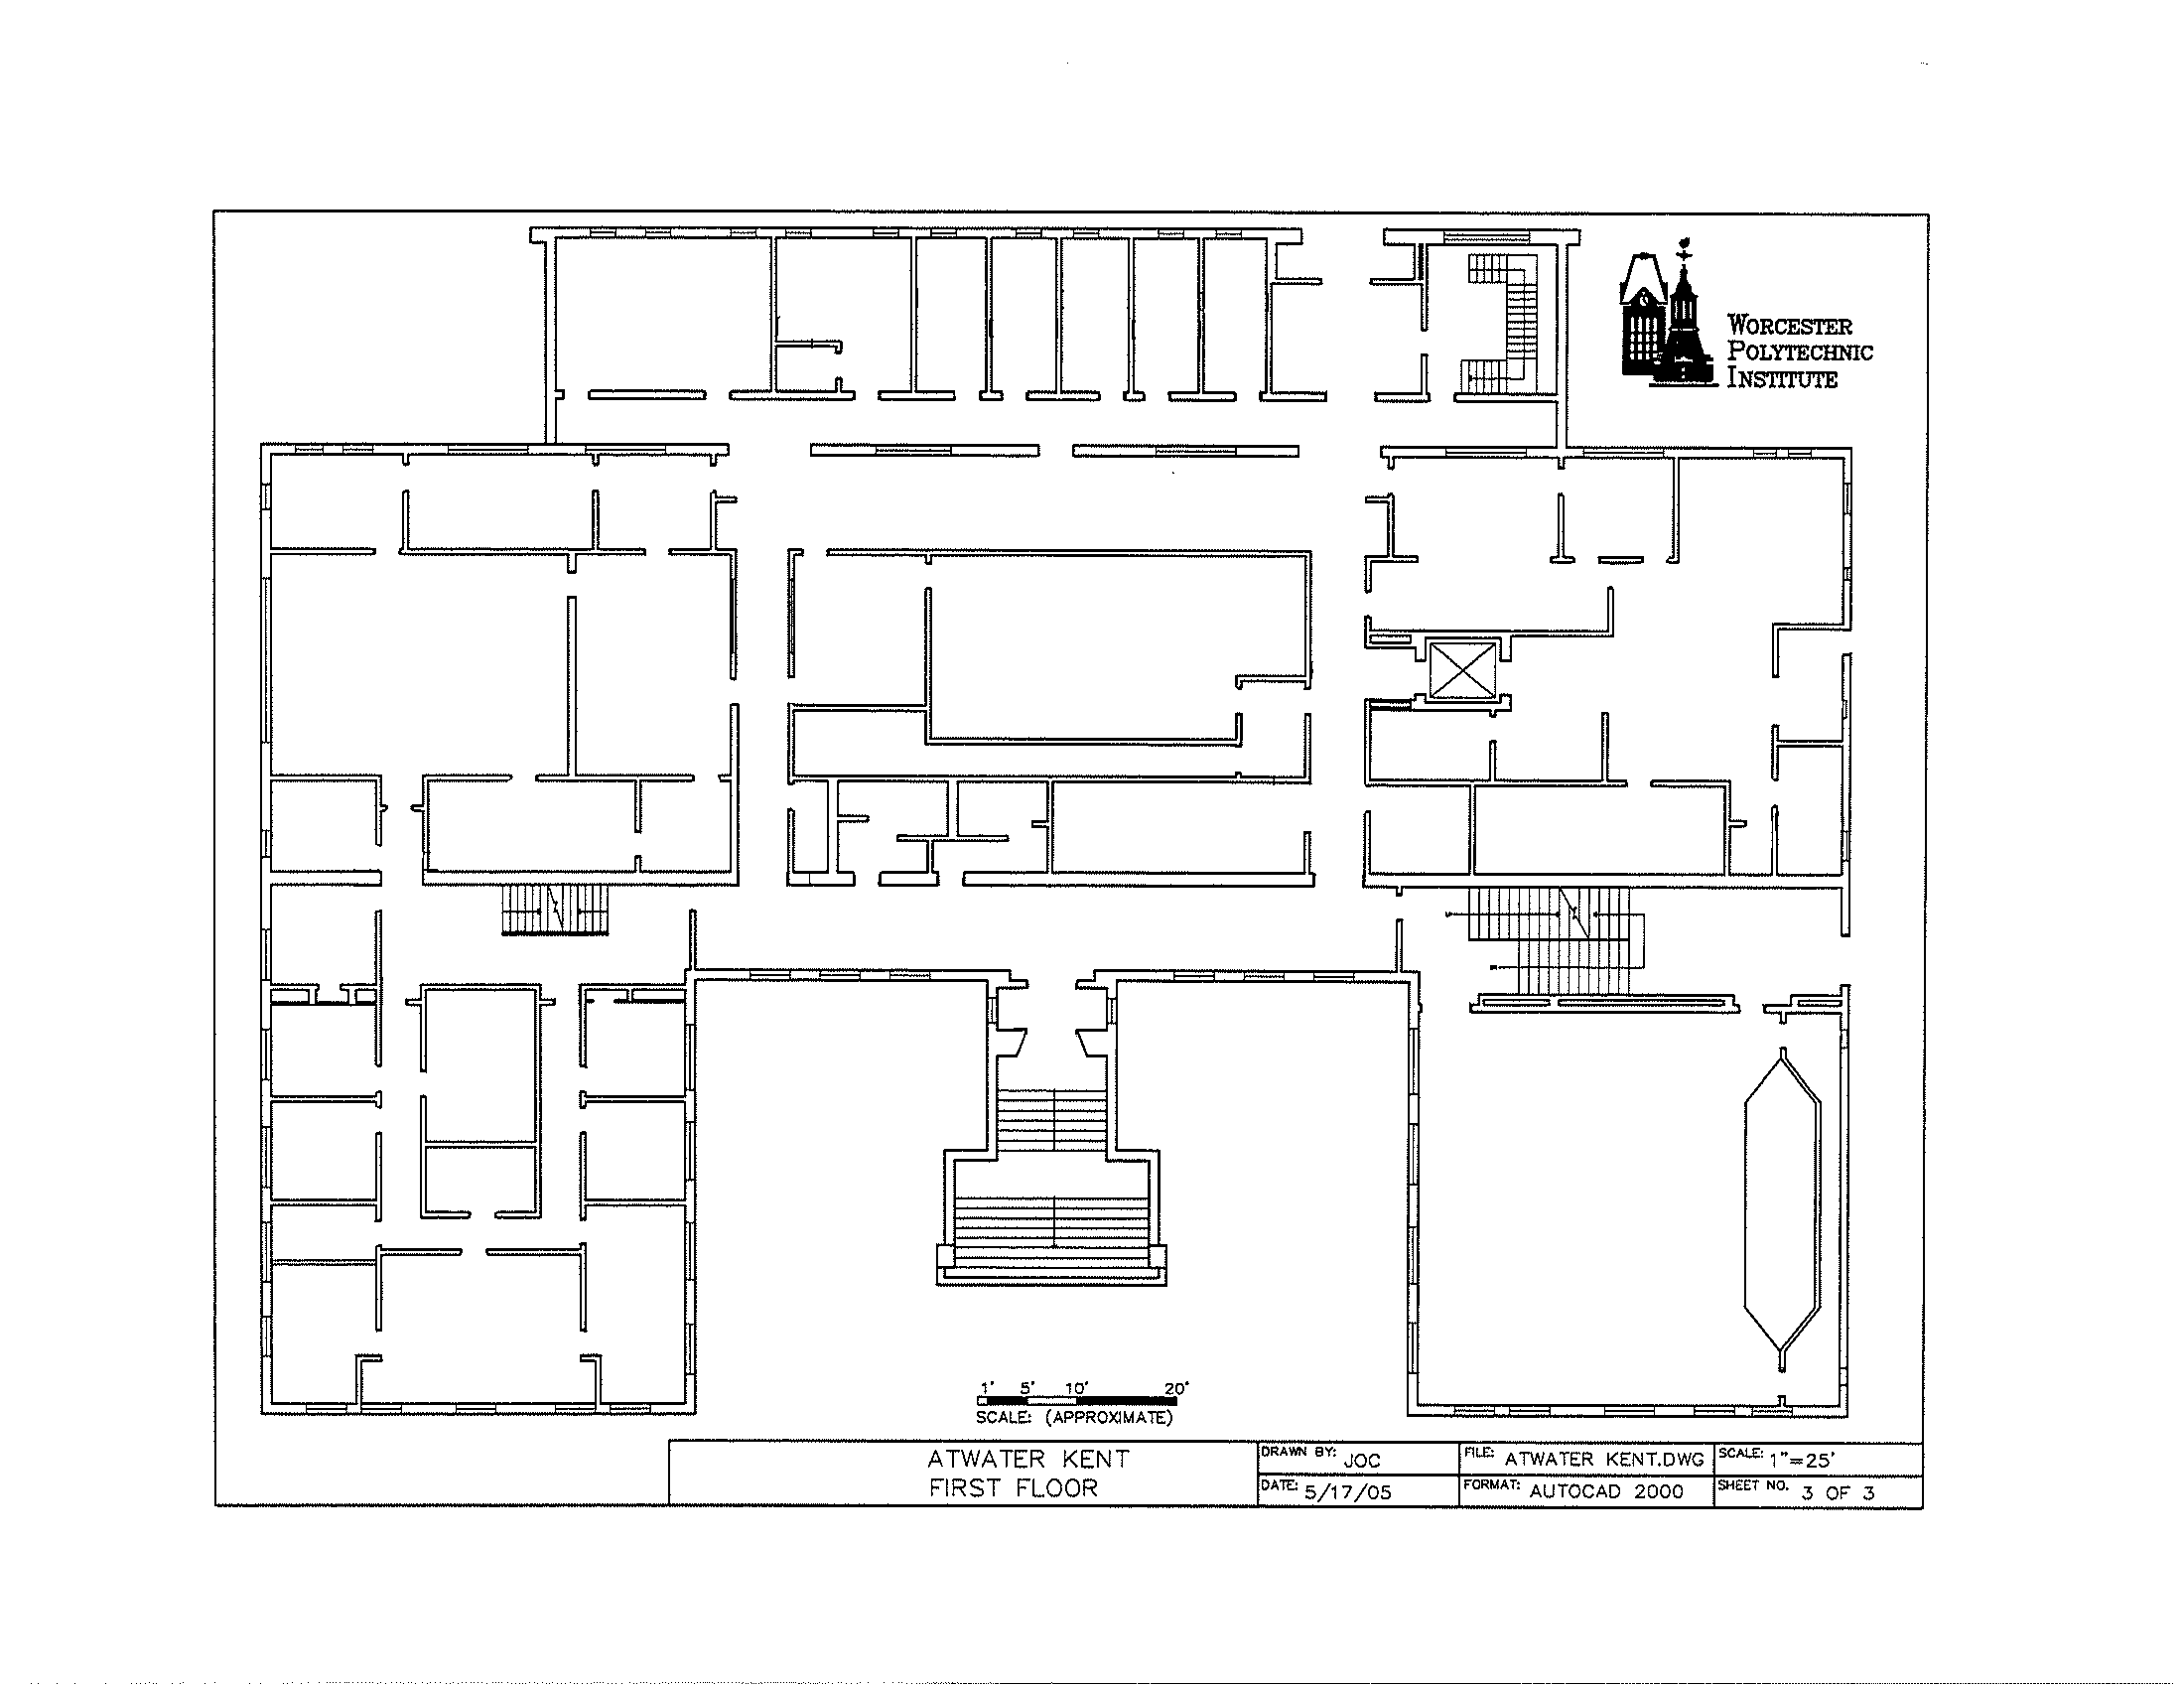 WORCESTER
POLYTECHNIC
INSTITUTE
1' 5' 10' 20'
SCALE: (APPROXIMATE)
ATWATER KENT
FIRST FLOOR
DRAWN BY: JOC
DATE: 5/17/05
FILE: ATWATER KENT.DWG
FORMAT: AUTOCAD 2000
SCALE: 1"=25'
SHEET NO. 3 OF 3